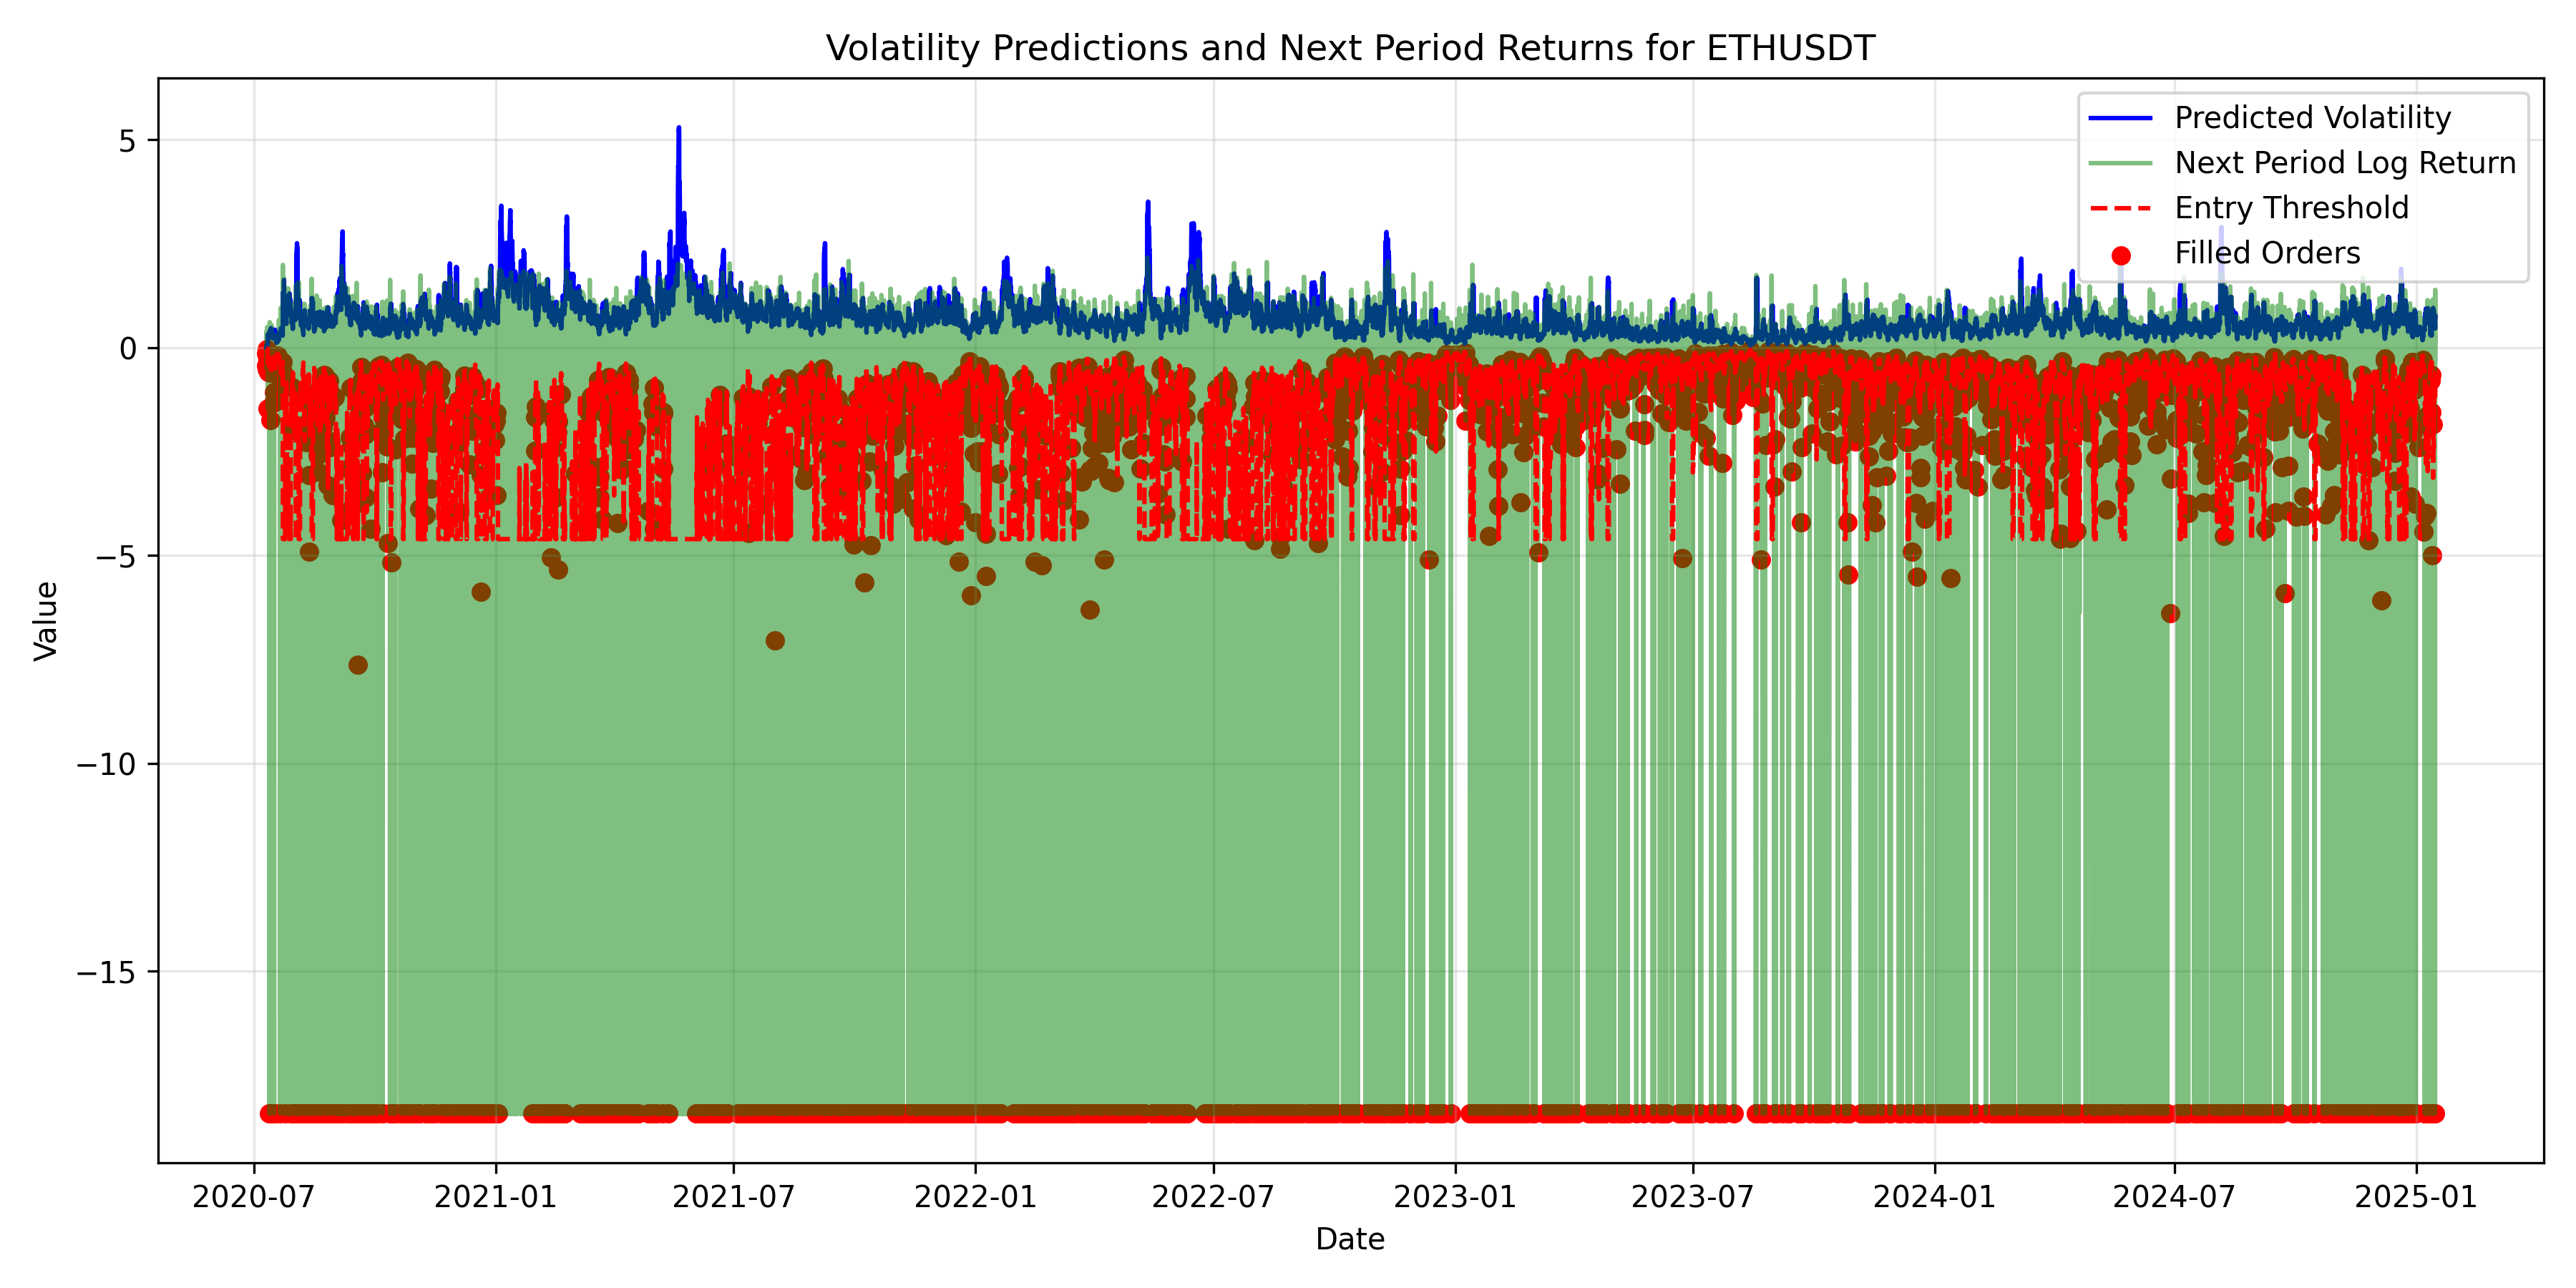 Volatility Predictions and Next Period Returns for ETHUSDT
Predicted Volatility
Next Period Log Return
Entry Threshold
Filled Orders
Value
5
0
−5
−10
−15
2020-07
2021-01
2021-07
2022-01
2022-07
2023-01
2023-07
2024-01
2024-07
2025-01
Date